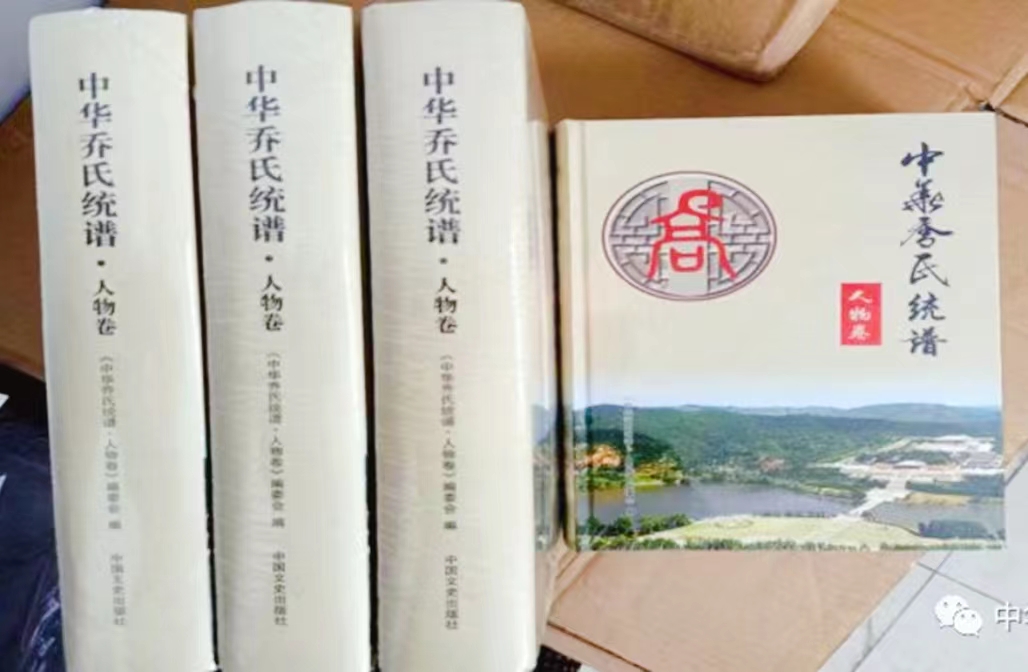 中华乔氏统谱·人物卷
《中华乔氏统谱·人物卷》编委会 编
中国文史出版社
中华乔氏统谱·人物卷
《中华乔氏统谱·人物卷》编委会 编
中国文史出版社
中华乔氏统谱·人物卷
《中华乔氏统谱·人物卷》编委会 编
中国文史出版社
中华乔氏统谱
人物卷
中